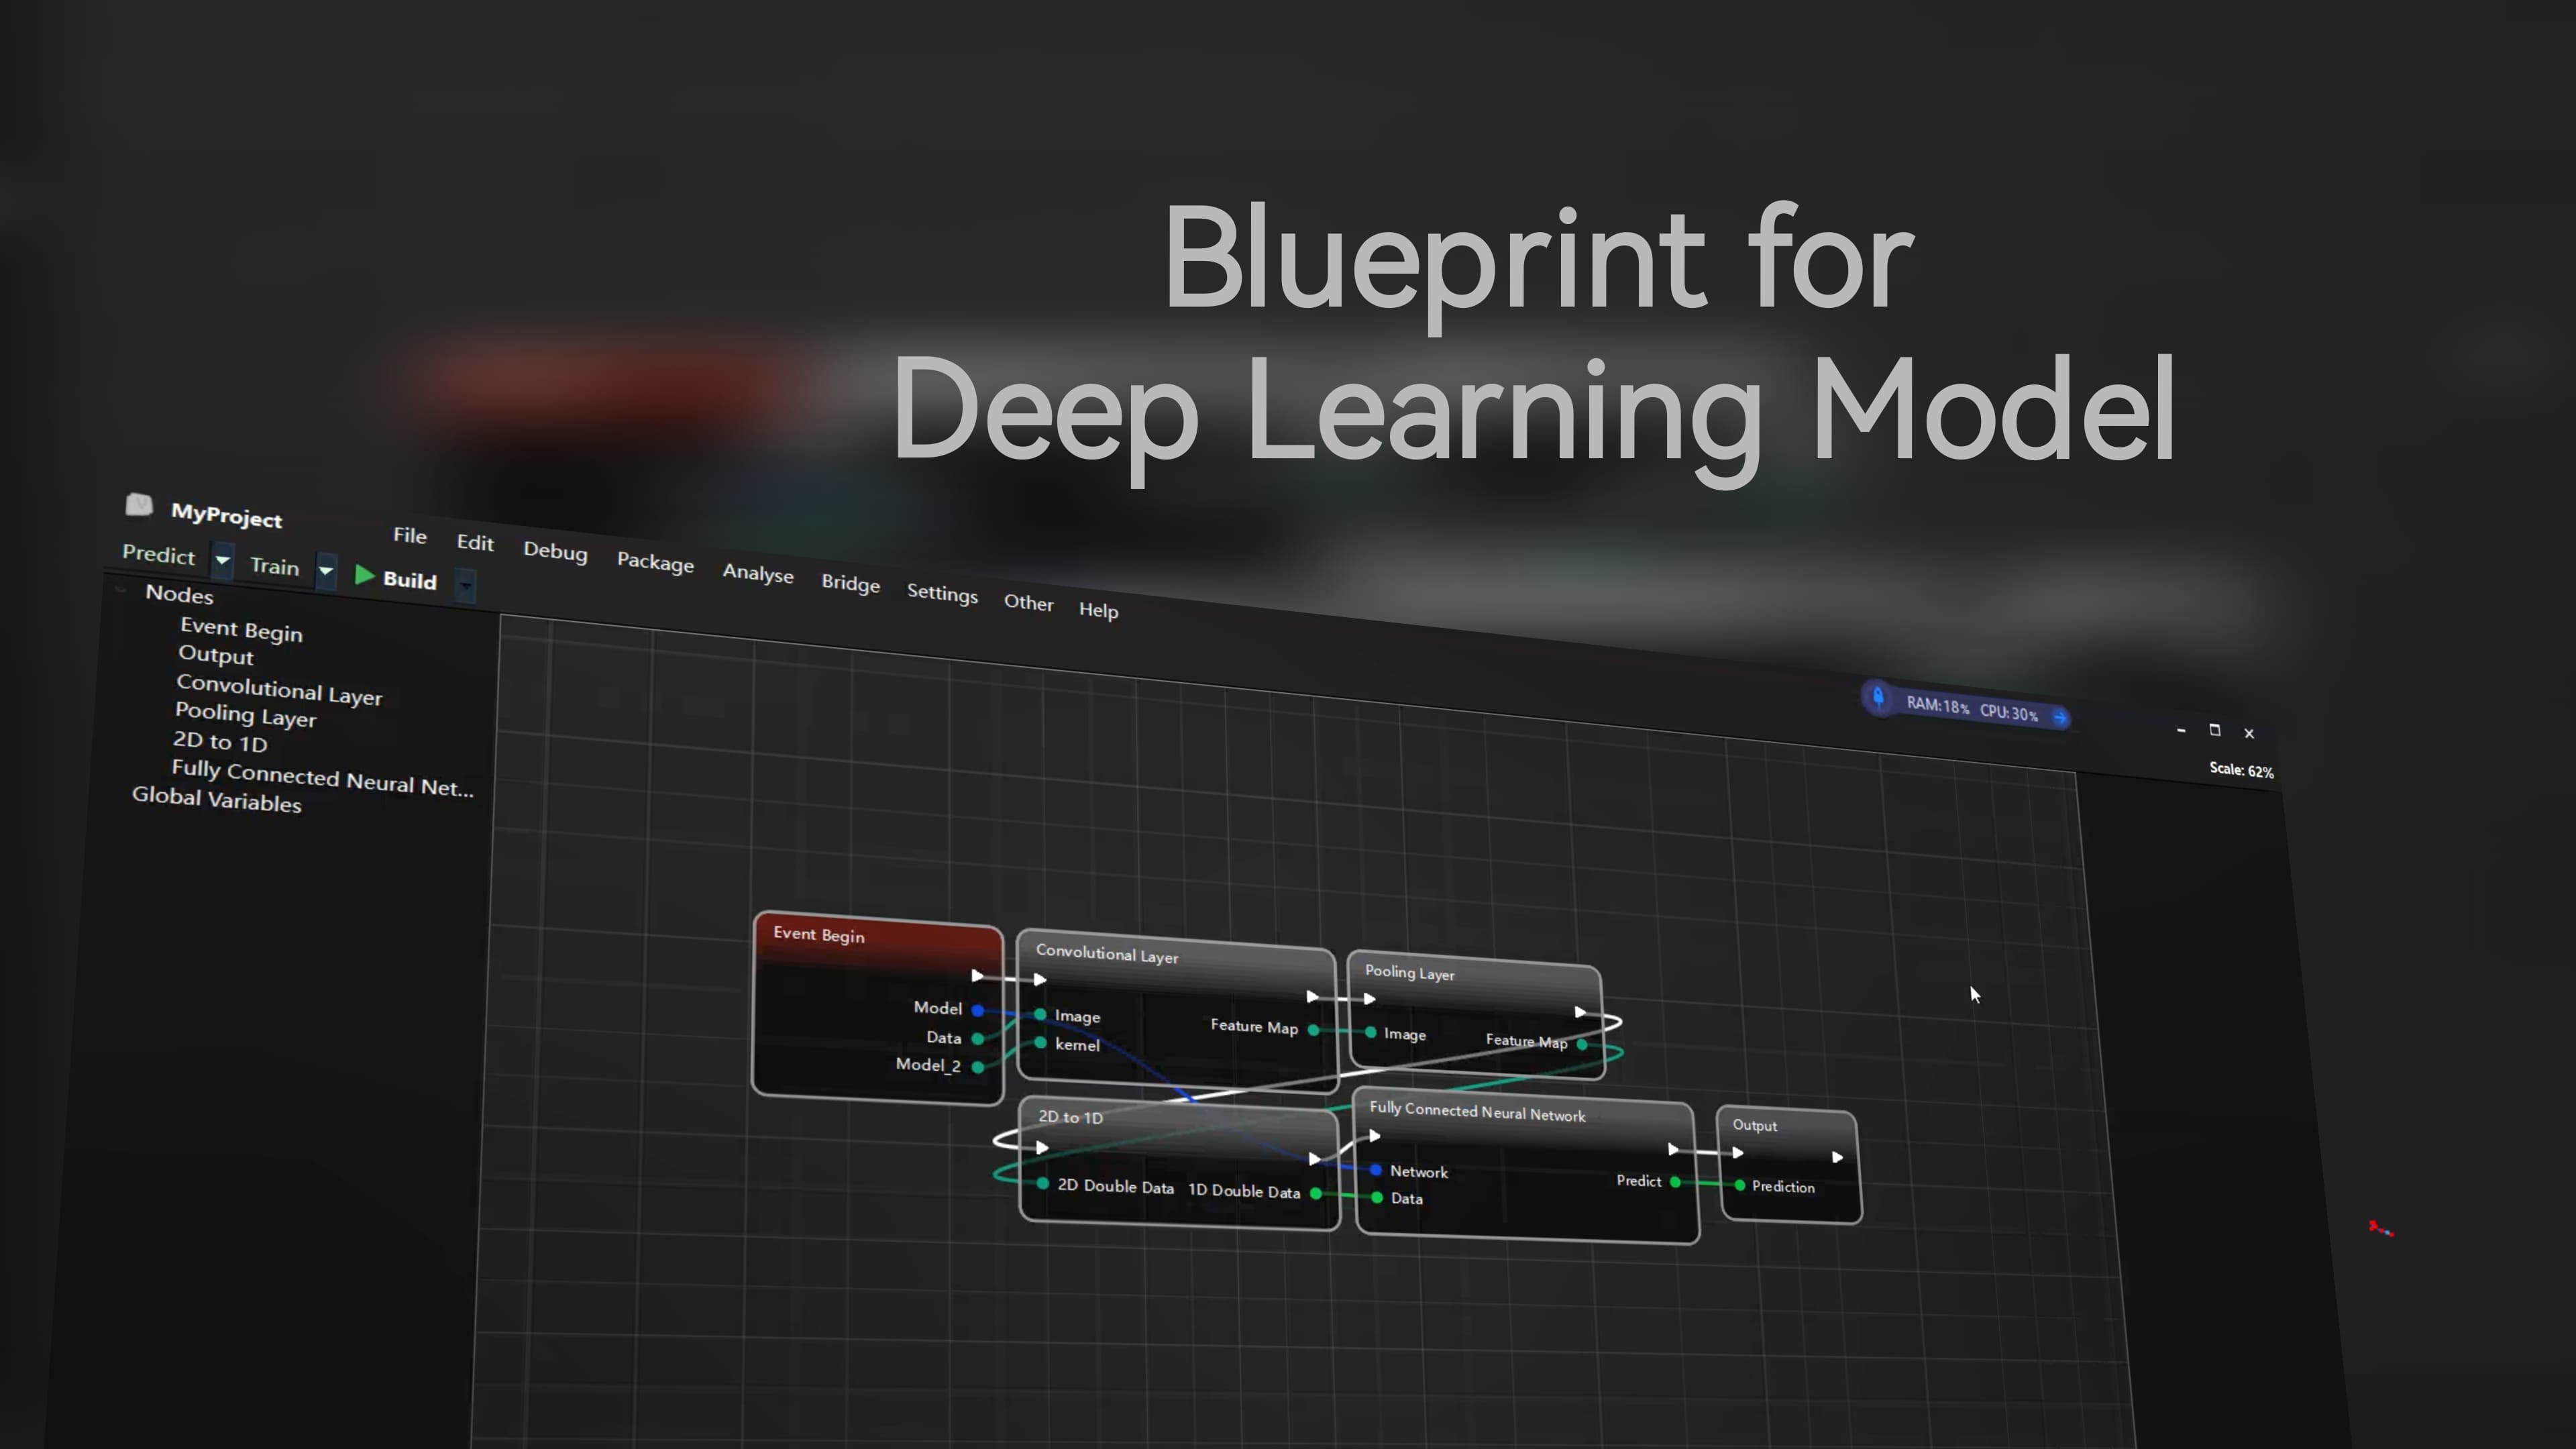 Blueprint for
Deep Learning Model
MyProject
File Edit Debug Package Analyse Bridge Settings Other Help
Predict Train Build
RAM:18% CPU:30%
Scale: 62%
Nodes
Event Begin
Output
Convolutional Layer
Pooling Layer
2D to 1D
Fully Connected Neural Net...
Global Variables
Event Begin
Model
Data
Model_2
Convolutional Layer
Image
kernel
Feature Map
Pooling Layer
Image
Feature Map
2D to 1D
2D Double Data 1D Double Data
Fully Connected Neural Network
Network
Data
Predict
Output
Prediction